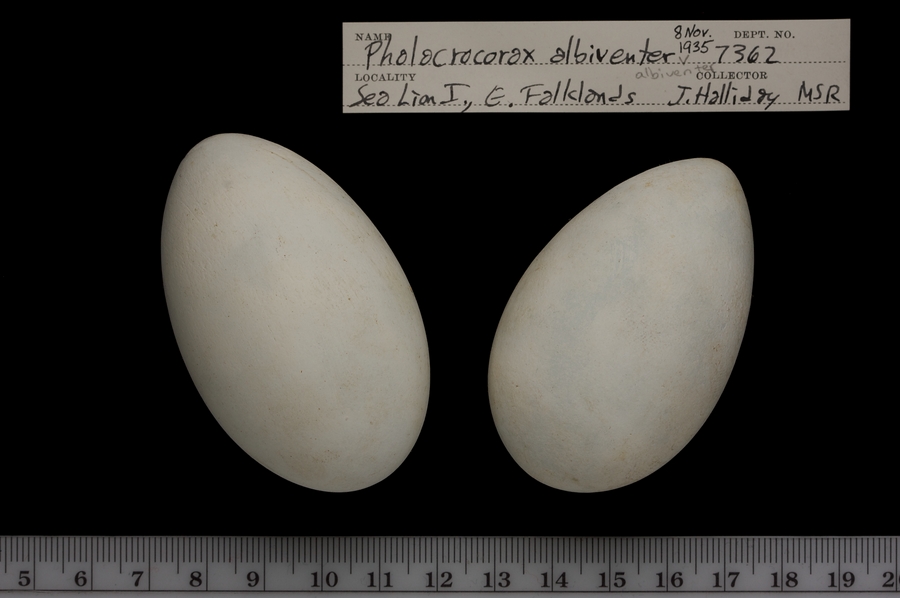 NAME 8 Nov. DEPT. NO.
Phalacrocorax albiventer 1935 7362
albiventer
LOCALITY COLLECTOR
Sea Lion I., E. Falklands J. Halliday MSR
5 6 7 8 9 10 11 12 13 14 15 16 17 18 19 2